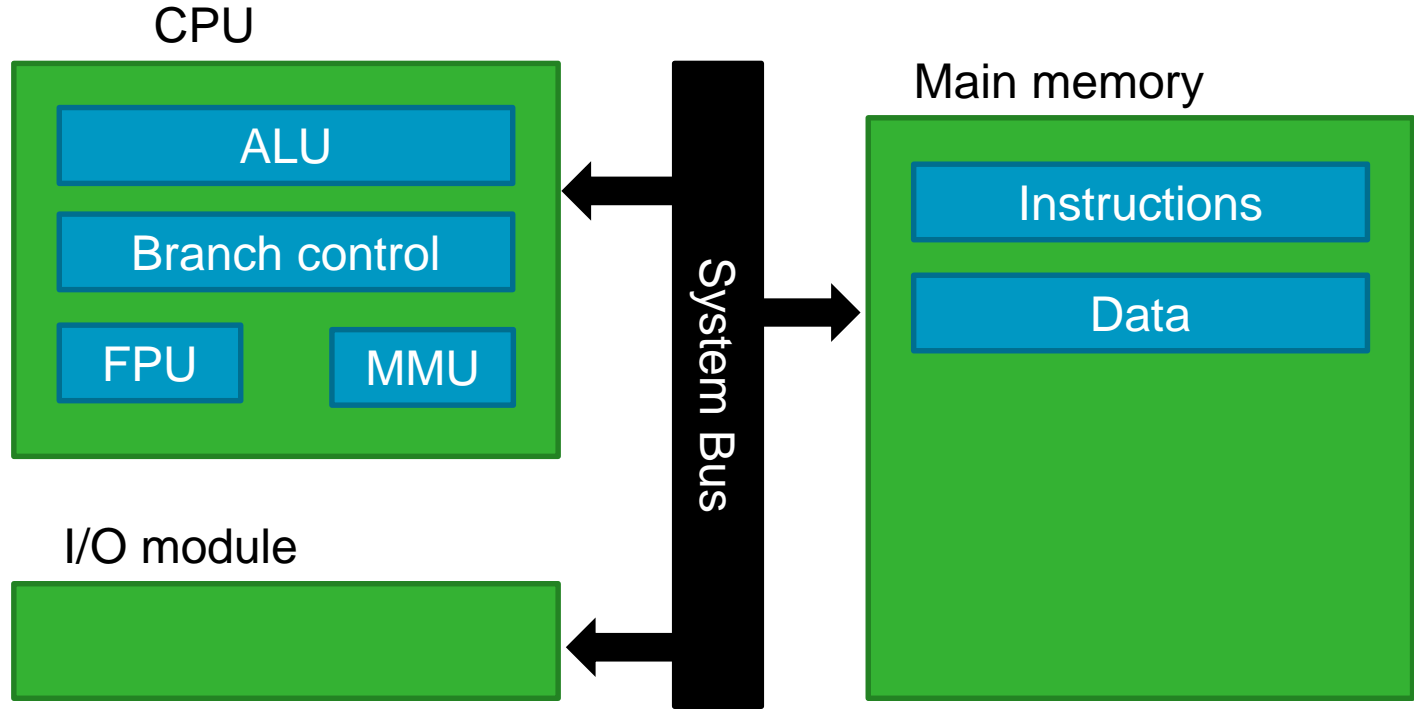 CPU
ALU
Branch control
FPU
MMU
I/O module
System Bus
Main memory
Instructions
Data